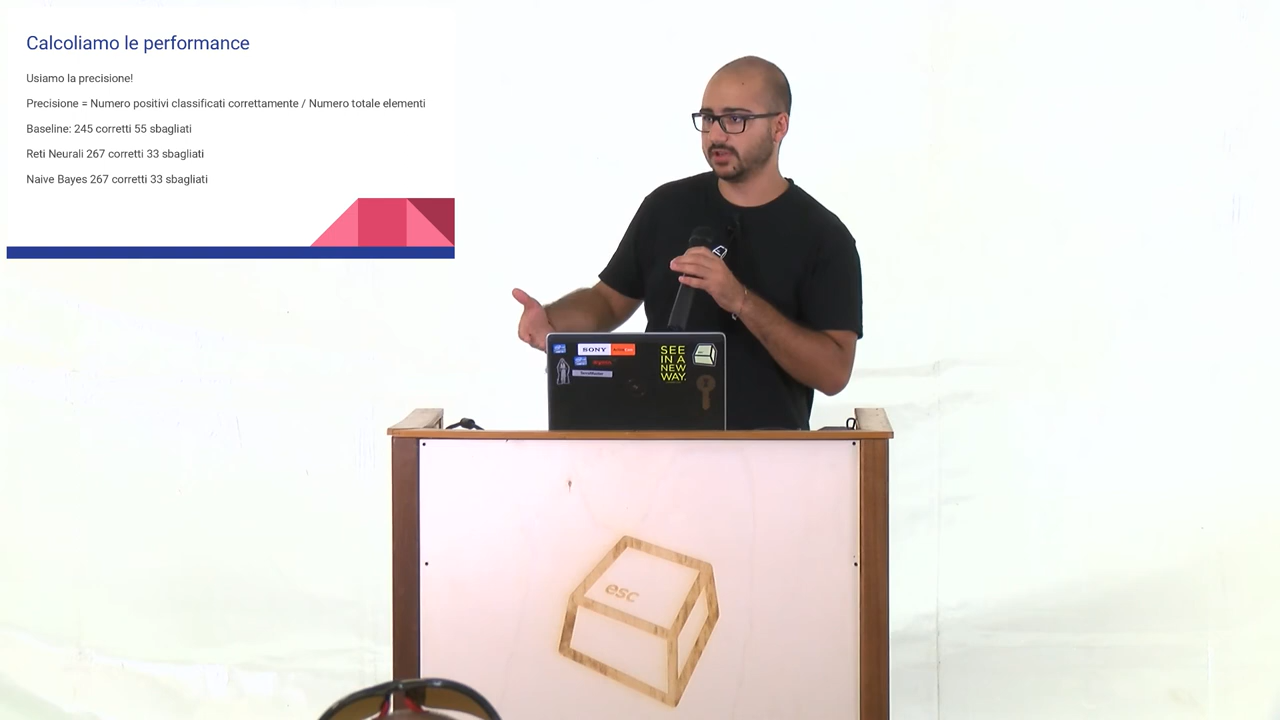 Calcoliamo le performance
Usiamo la precisione!
Precisione = Numero positivi classificati correttamente / Numero totale elementi
Baseline: 245 corretti 55 sbagliati
Reti Neurali 267 corretti 33 sbagliati
Naive Bayes 267 corretti 33 sbagliati
SONY
SEE
IN A
NEW
WAY.
esc